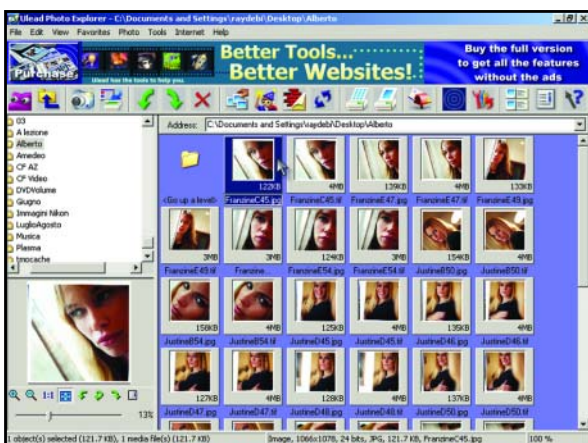 Ulead Photo Explorer - C:\Documents and Settings\raydebi\Desktop\Alberto
File Edit View Favorites Photo Tools Internet Help
Purchase
Ulead has the tools to help you.
Better Tools...
Better Websites!
Buy the full version
to get all the features
without the ads
Address: C:\Documents and Settings\raydebi\Desktop\Alberto
03
A lezione
Alberto
Amedeo
CF AZ
CF Video
DVDVolume
Giugno
Immagini Nikon
LuglioAgosto
Musica
Plasma
tmocache
122KB 4MB 139KB 4MB 133KB
<Go up a level> FranzineC45.jpg FranzineC45.tif FranzineE47.jpg FranzineE47.tif FranzineE49.jpg
3MB 3MB 124KB 3MB 154KB 4MB
FranzineE49.tif Franzine... FranzineE54.jpg FranzineE54.tif JustineB50.jpg JustineB50.tif
158KB 4MB 125KB 4MB 135KB 4MB
JustineB54.jpg JustineB54.tif JustineD45.jpg JustineD45.tif JustineD46.jpg JustineD46.tif
127KB 4MB 128KB 4MB 137KB 4MB
JustineD47.jpg JustineD47.tif JustineD48.jpg JustineD48.tif JustineD50.jpg JustineD50.tif
1:1
13%
1 object(s) selected (121.7 KB), 1 media file(s) (121.7 KB)
Image, 1066x1078, 24 bits, JPG, 121.7 KB, FranzineC45.jpg
100 %